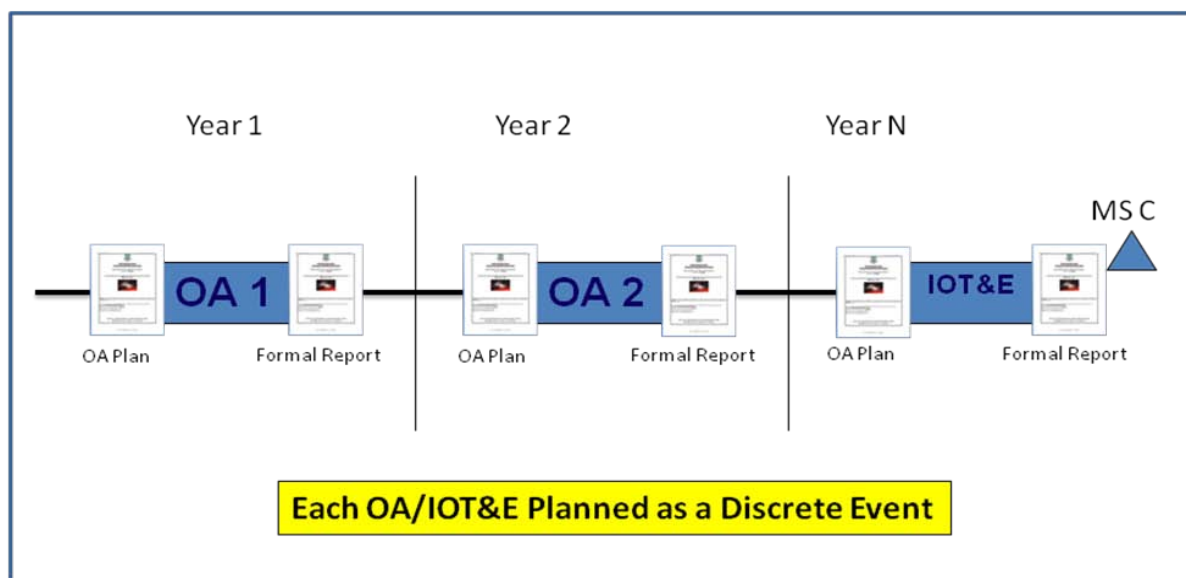 Year 1
Year 2
Year N
MS C
OA 1
OA 2
IOT&E
OA Plan
Formal Report
OA Plan
Formal Report
OA Plan
Formal Report
Each OA/IOT&E Planned as a Discrete Event